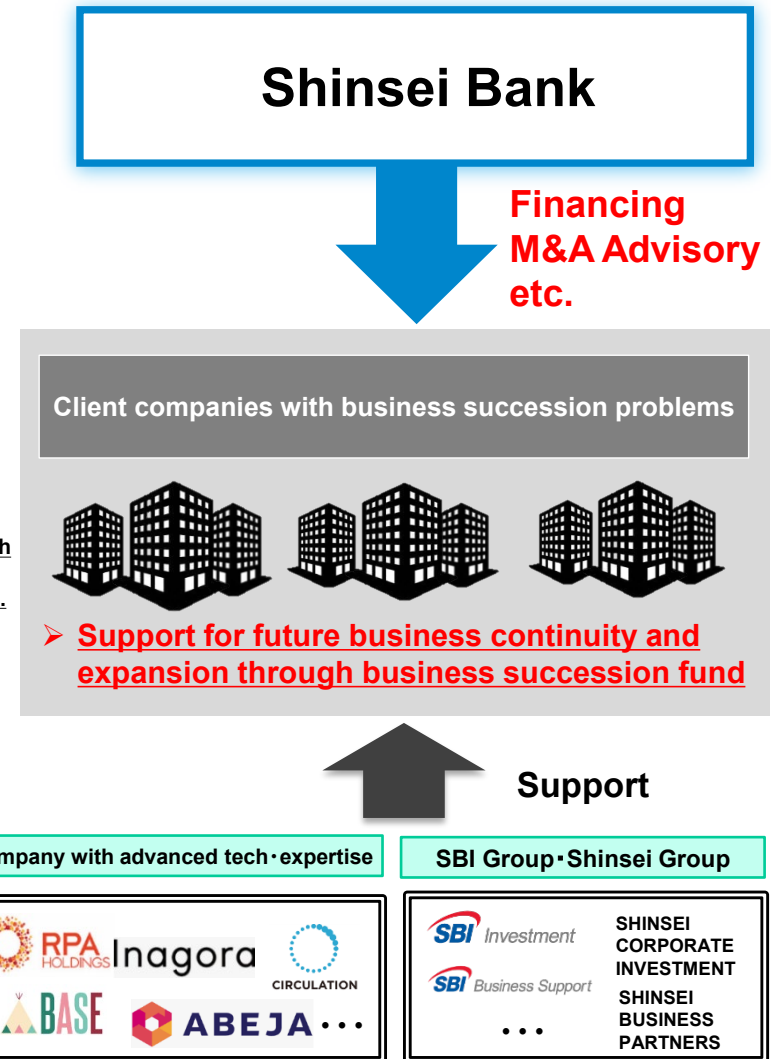 Shinsei Bank
Financing
M&A Advisory
etc.
Client companies with business succession problems
➢ Support for future business continuity and
expansion through business succession fund
Support
with advanced tech・expertise
SBI Group・Shinsei Group
RPA
HOLDINGS
Inagora
CIRCULATION
BASE
ABEJA ・・・
SBI Investment
SBI Business Support
・・・
SHINSEI
CORPORATE
INVESTMENT
SHINSEI
BUSINESS
PARTNERS